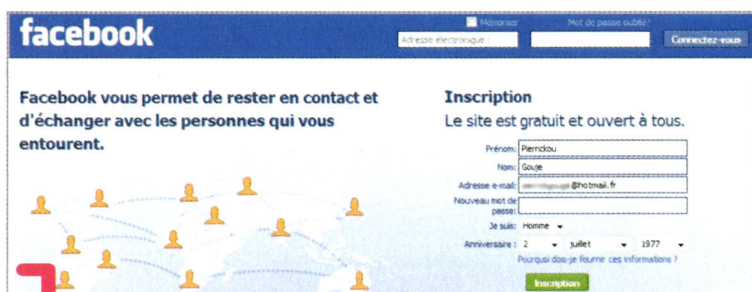 facebook
Mémoriser
Mot de passe oublié?
Adresse électronique :
Connectez-vous
Facebook vous permet de rester en contact et
d'échanger avec les personnes qui vous
entourent.
Inscription
Le site est gratuit et ouvert à tous.
Prénom: Pierrickou
Nom: Gouje
Adresse e-mail: @hotmail.fr
Nouveau mot de
passe:
Je suis: Homme
Anniversaire : 2 juillet 1977
Pourquoi dois-je fournir ces informations ?
Inscription